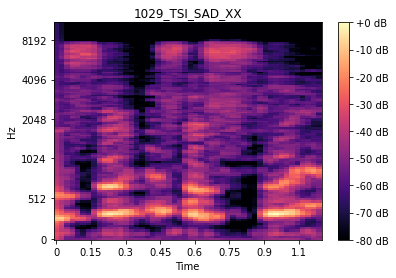 1029_TSI_SAD_XX
Hz
8192
4096
2048
1024
512
0
0 0.15 0.3 0.45 0.6 0.75 0.9 1.1
Time
+0 dB
-10 dB
-20 dB
-30 dB
-40 dB
-50 dB
-60 dB
-70 dB
-80 dB